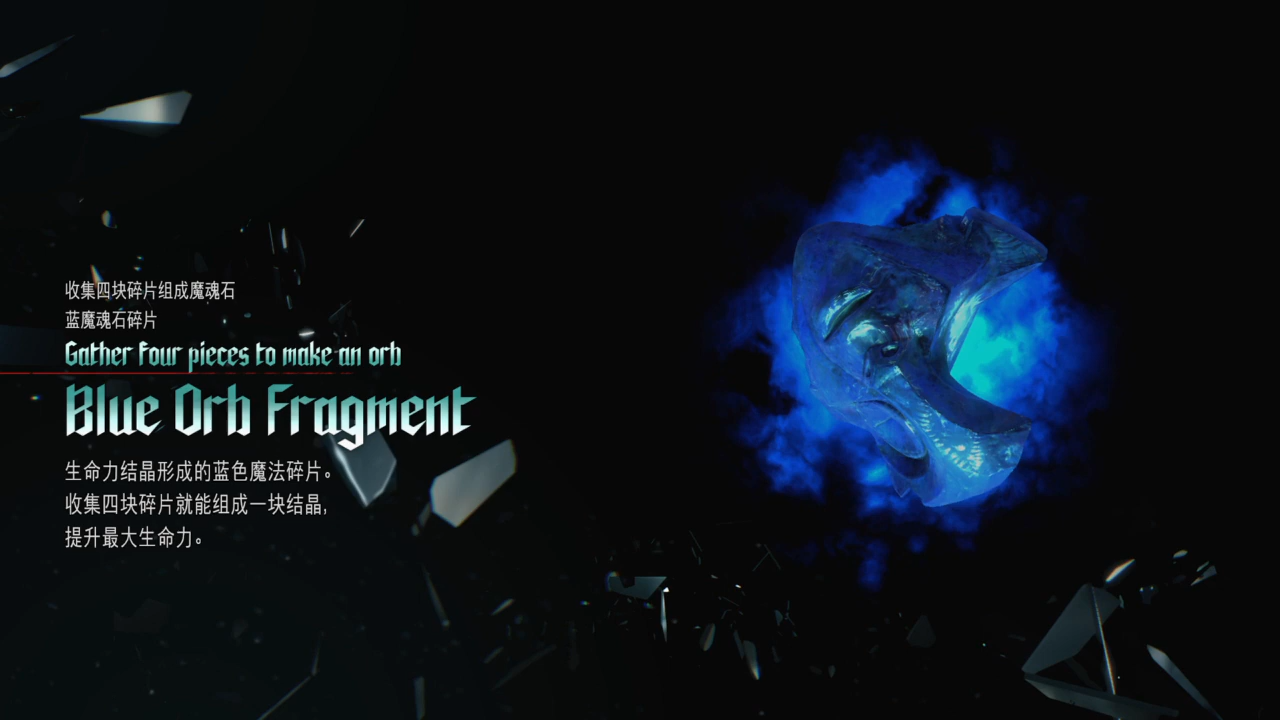 收集四块碎片组成魔魂石
蓝魔魂石碎片
Gather four pieces to make an orb
Blue Orb Fragment
生命力结晶形成的蓝色魔法碎片。
收集四块碎片就能组成一块结晶,
提升最大生命力。